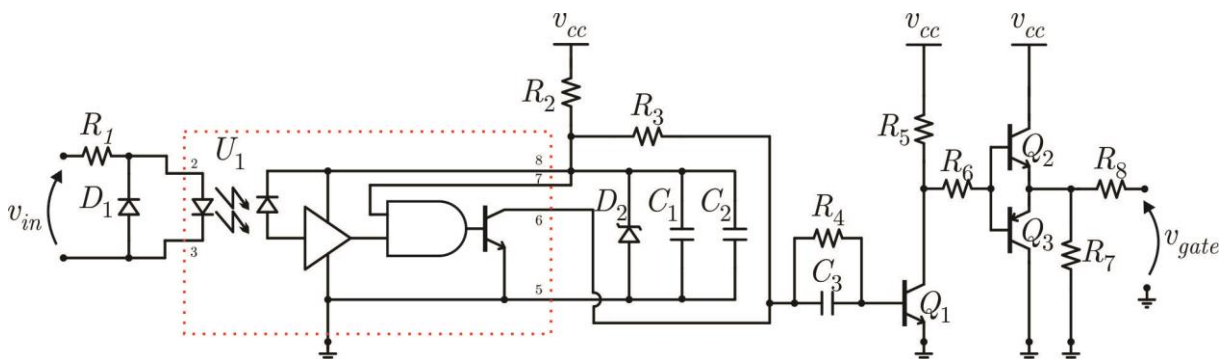 v_cc
v_cc
v_cc
R_2
R_3
R_1
U_1
R_5
Q_2
2
8
7
R_6
R_8
D_1
v_in
6
D_2
C_1
C_2
R_4
Q_3
3
C_3
R_7
v_gate
5
Q_1